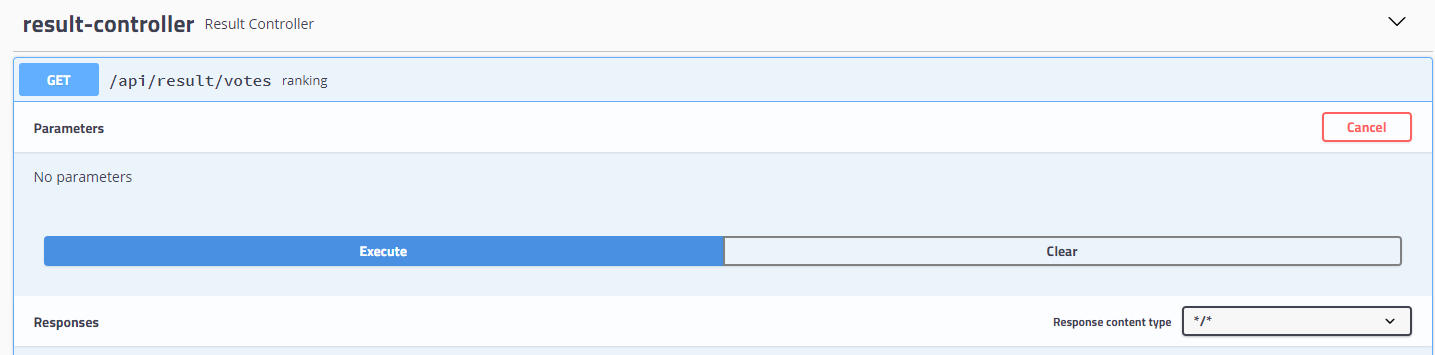 result-controller Result Controller
GET /api/result/votes ranking
Parameters Cancel
No parameters
Execute Clear
Responses Response content type */*